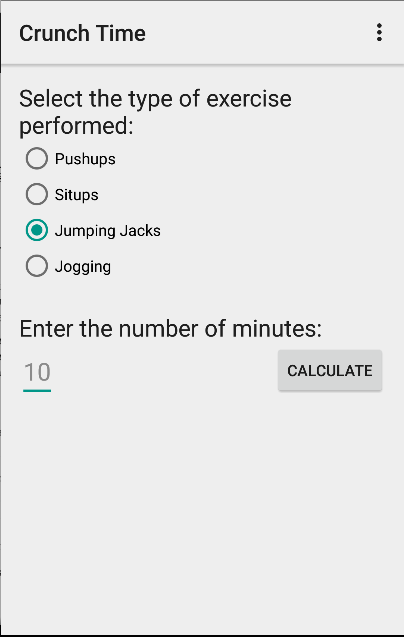 Crunch Time
Select the type of exercise
performed:
Pushups
Situps
Jumping Jacks
Jogging
Enter the number of minutes:
10
CALCULATE